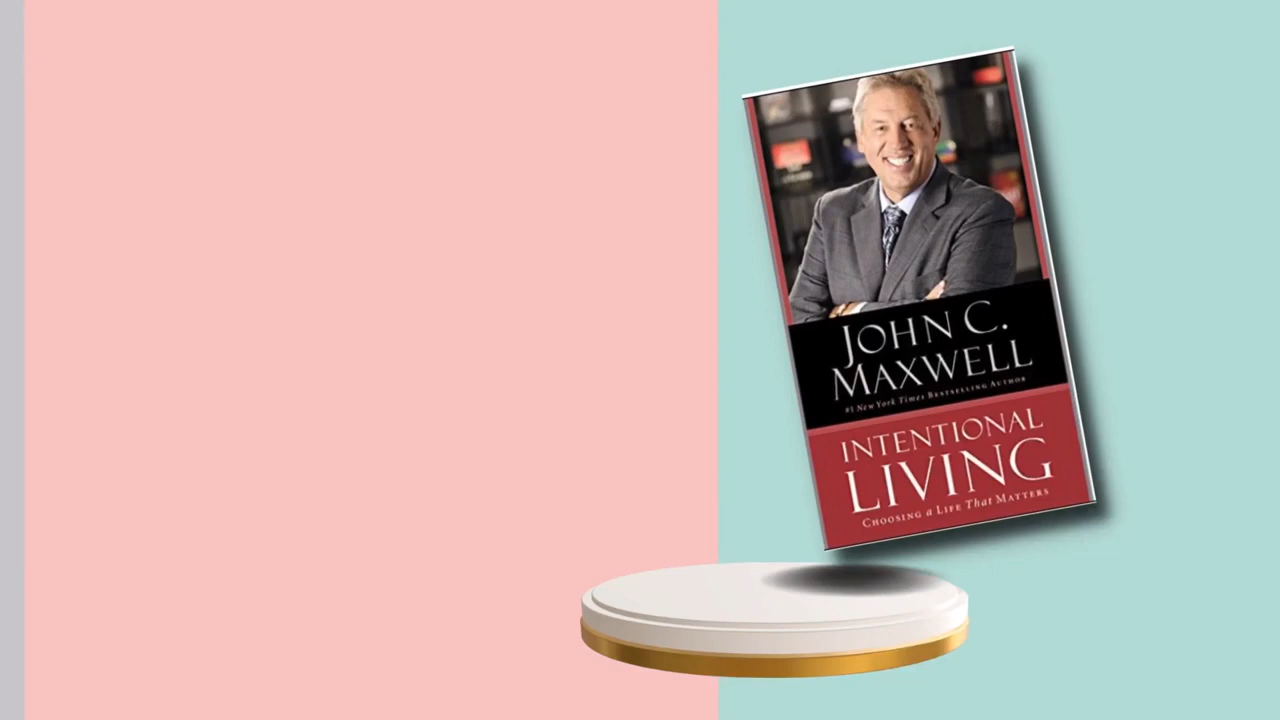 JOHN C.
MAXWELL
#1 New York Times BESTSELLING AUTHOR
INTENTIONAL
LIVING
CHOOSING a LIFE That MATTERS